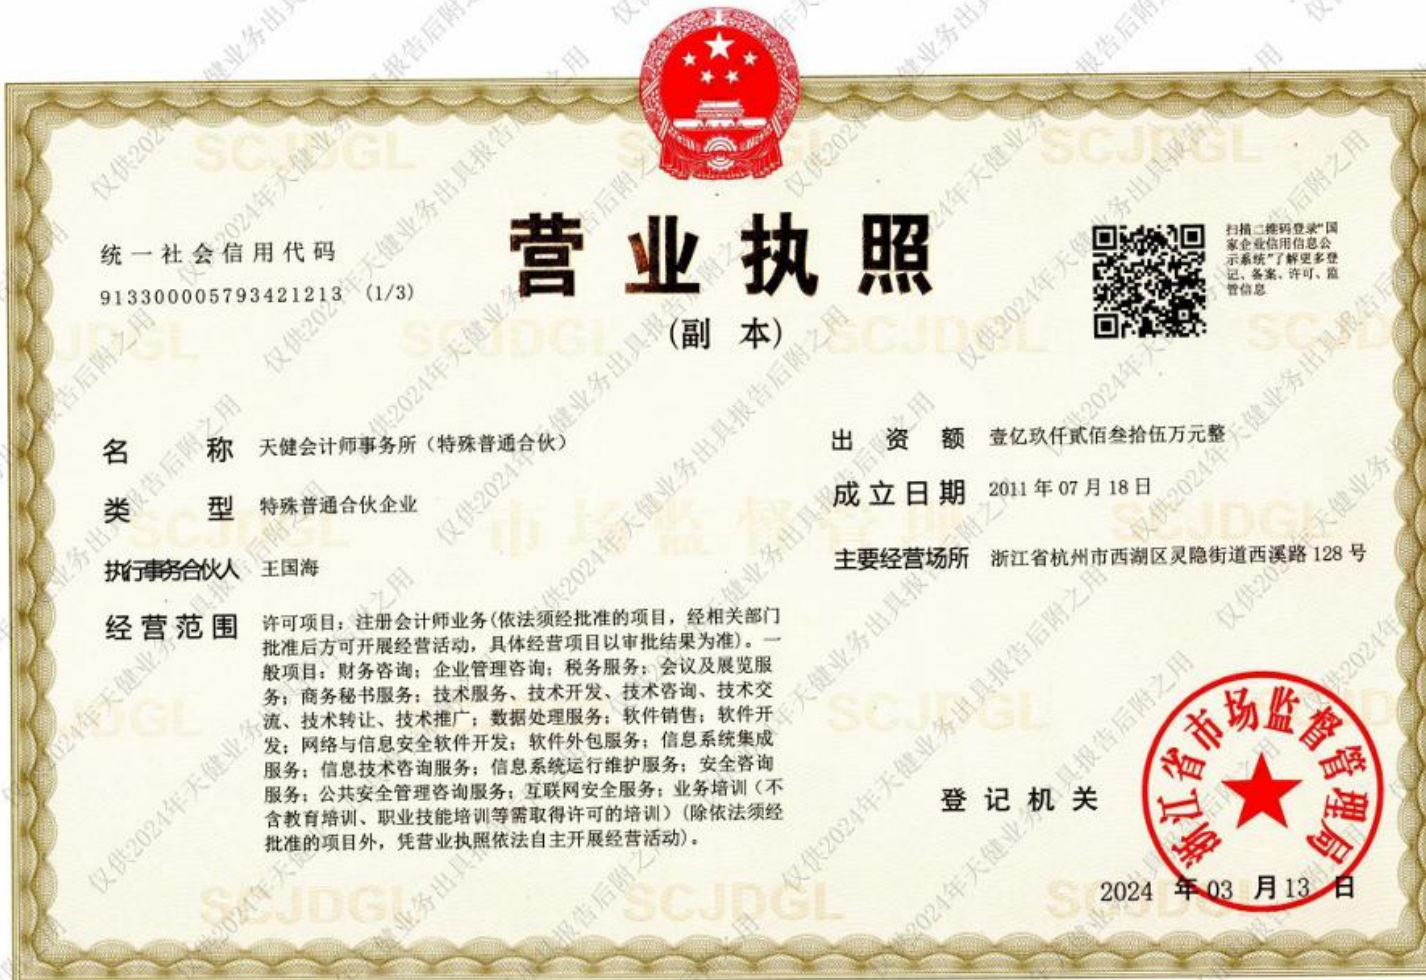 营业执照
(副 本)
统一社会信用代码
913300005793421213 (1/3)
扫描二维码登录“国
家企业信用信息公
示系统”了解更多登
记、备案、许可、监
管信息
名 称 天健会计师事务所（特殊普通合伙）
类 型 特殊普通合伙企业
执行事务合伙人 王国海
经营范围 许可项目：注册会计师业务(依法须经批准的项目，经相关部门
批准后方可开展经营活动，具体经营项目以审批结果为准)。一
般项目：财务咨询；企业管理咨询；税务服务；会议及展览服
务；商务秘书服务；技术服务、技术开发、技术咨询、技术交
流、技术转让、技术推广；数据处理服务；软件销售；软件开
发；网络与信息安全软件开发；软件外包服务；信息系统集成
服务；信息技术咨询服务；信息系统运行维护服务；安全咨询
服务；公共安全管理咨询服务；互联网安全服务；业务培训（不
含教育培训、职业技能培训等需取得许可的培训）(除依法须经
批准的项目外，凭营业执照依法自主开展经营活动)。
出 资 额 壹亿玖仟贰佰叁拾伍万元整
成立日期 2011 年 07 月 18 日
主要经营场所 浙江省杭州市西湖区灵隐街道西溪路 128 号
登记机关
浙江省市场监督管理局
2024 年 03 月 13 日
仅供2024年天健业务出具报告后附之用
SCJDGL
市场监督管理